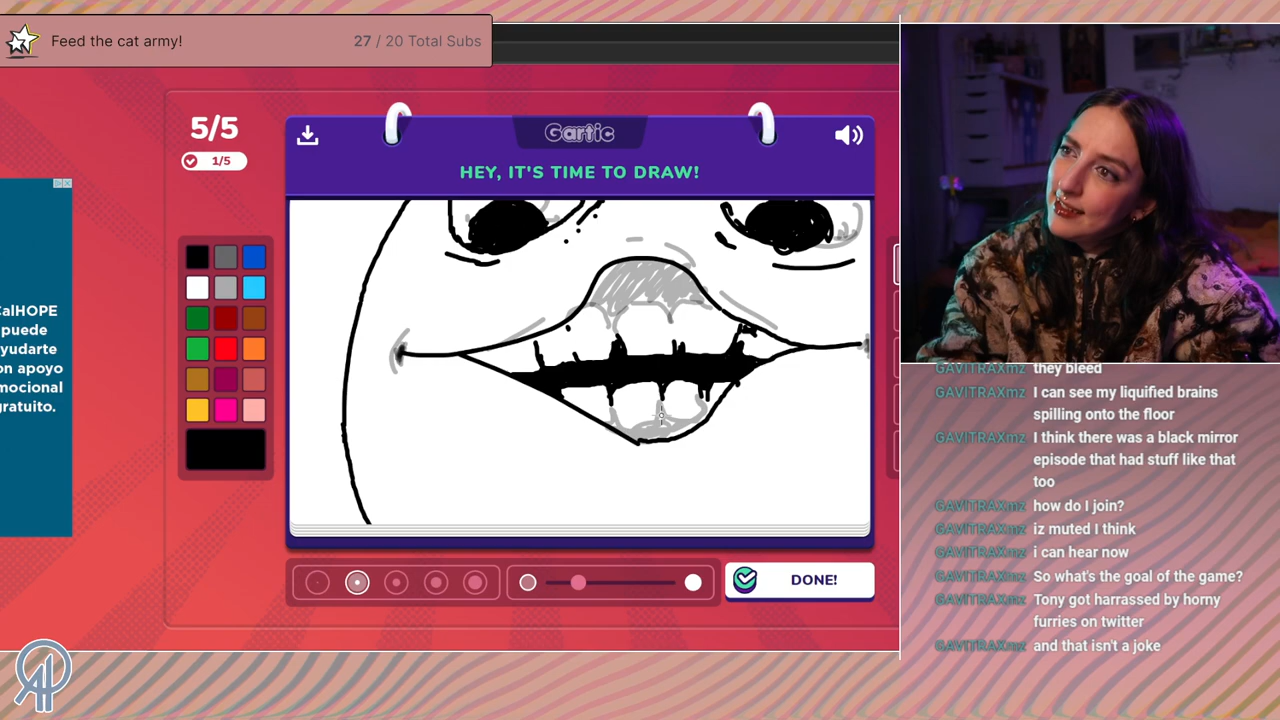 Feed the cat army!
27 / 20 Total Subs
5/5
1/5
Gartic
HEY, IT'S TIME TO DRAW!
CalHOPE
puede
yudarte
on apoyo
mocional
gratuito.
DONE!
GAVITRAXmz they bleed
GAVITRAXmz I can see my liquified brains
spilling onto the floor
GAVITRAXmz I think there was a black mirror
episode that had stuff like that
too
GAVITRAXmz how do I join?
GAVITRAXmz iz muted I think
GAVITRAXmz i can hear now
GAVITRAXmz So what's the goal of the game?
GAVITRAXmz Tony got harrassed by horny
furries on twitter
GAVITRAXmz and that isn't a joke